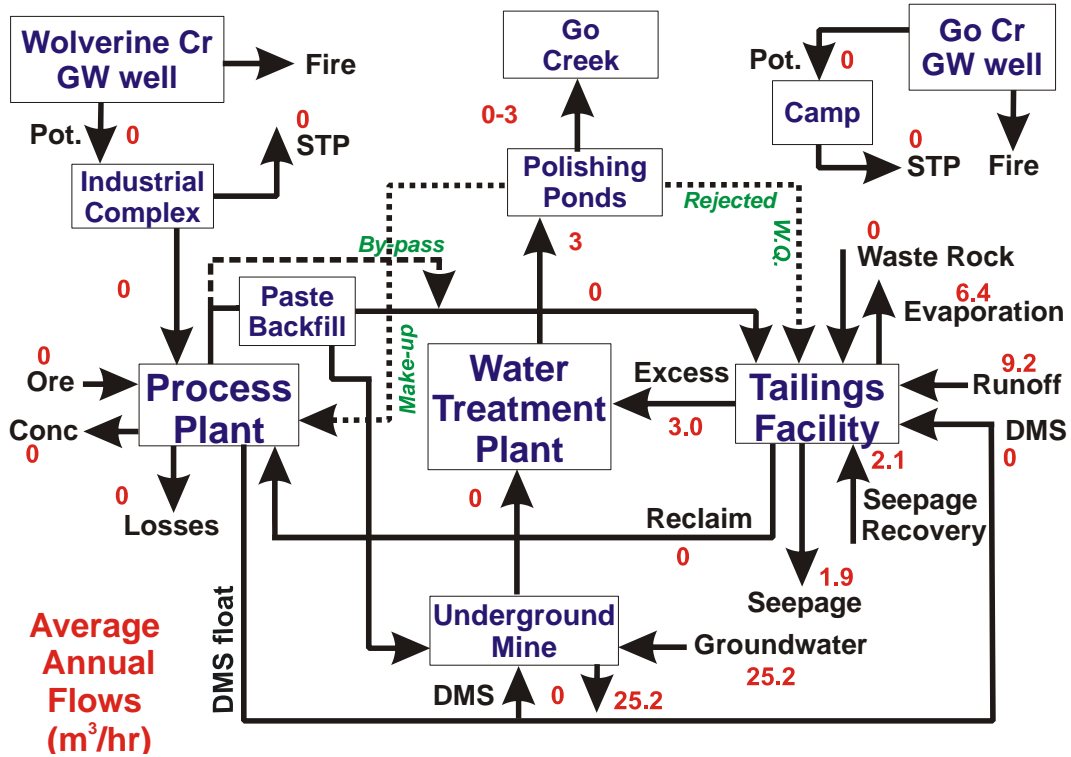 Wolverine Cr
GW well
Fire
Pot.
0
0
STP
Industrial
Complex
0
Go
Creek
0-3
Polishing
Ponds
Go Cr
GW well
Pot.
0
Camp
0
STP
Fire
Rejected
W.Q.
By-pass
3
0
0
Waste Rock
6.4
Evaporation
Paste
Backfill
Make-up
0
Ore
Process
Plant
Conc
0
0
Losses
Water
Treatment
Plant
Excess
3.0
Tailings
Facility
9.2
Runoff
DMS
0
2.1
Seepage
Recovery
0
Reclaim
0
1.9
Seepage
DMS float
Underground
Mine
Groundwater
25.2
DMS
0
25.2
Average
Annual
Flows
(m³/hr)